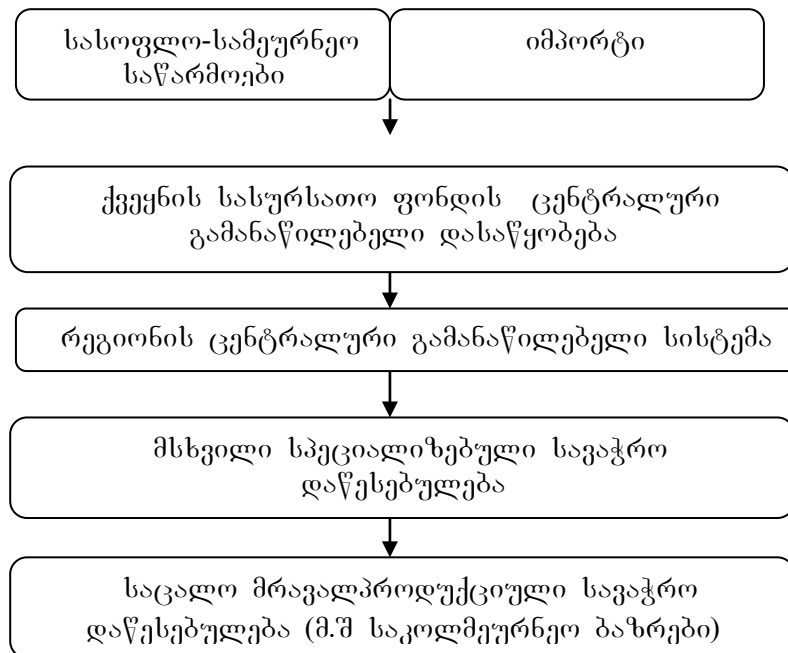 სასოფლო-სამეურნეო
საწარმოები
იმპორტი
ქვეყნის სასურსათო ფონდის ცენტრალური
გამანაწილებელი დასაწყობება
რეგიონის ცენტრალური გამანაწილებელი სისტემა
მსხვილი სპეციალიზებული სავაჭრო
დაწესებულება
საცალო მრავალპროდუქციული სავაჭრო
დაწესებულება (მ.შ საკოლმეურნეო ბაზრები)